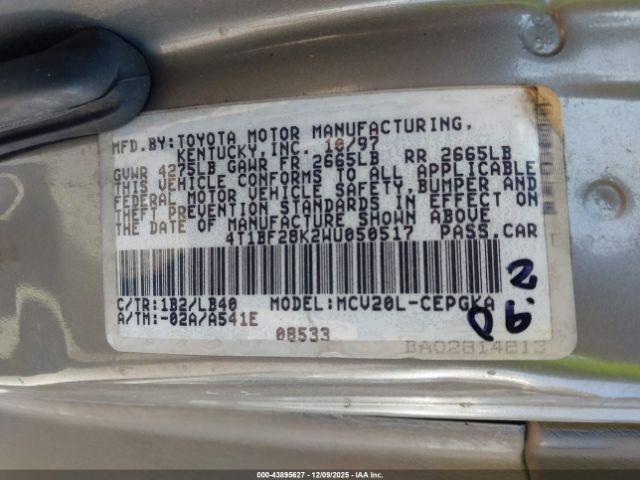 MFD.BY:TOYOTA MOTOR MANUFACTURING,
KENTUCKY,INC. 10/97
GVWR 4275LB GAWR FR 2665LB RR 2665LB
THIS VEHICLE CONFORMS TO ALL APPLICABLE
FEDERAL MOTOR VEHICLE SAFETY,BUMPER AND
THEFT PREVENTION STANDARDS IN EFFECT ON
THE DATE OF MANUFACTURE SHOWN ABOVE
4T1BF28K2WU050517 PASS.CAR
C/TR:1B2/LB40 MODEL:MCV20L-CEPGKA
A/TM:-02A/A541E
08533
BA02B14813
2
06.
000-43895627 - 12/09/2025 - IAA Inc.